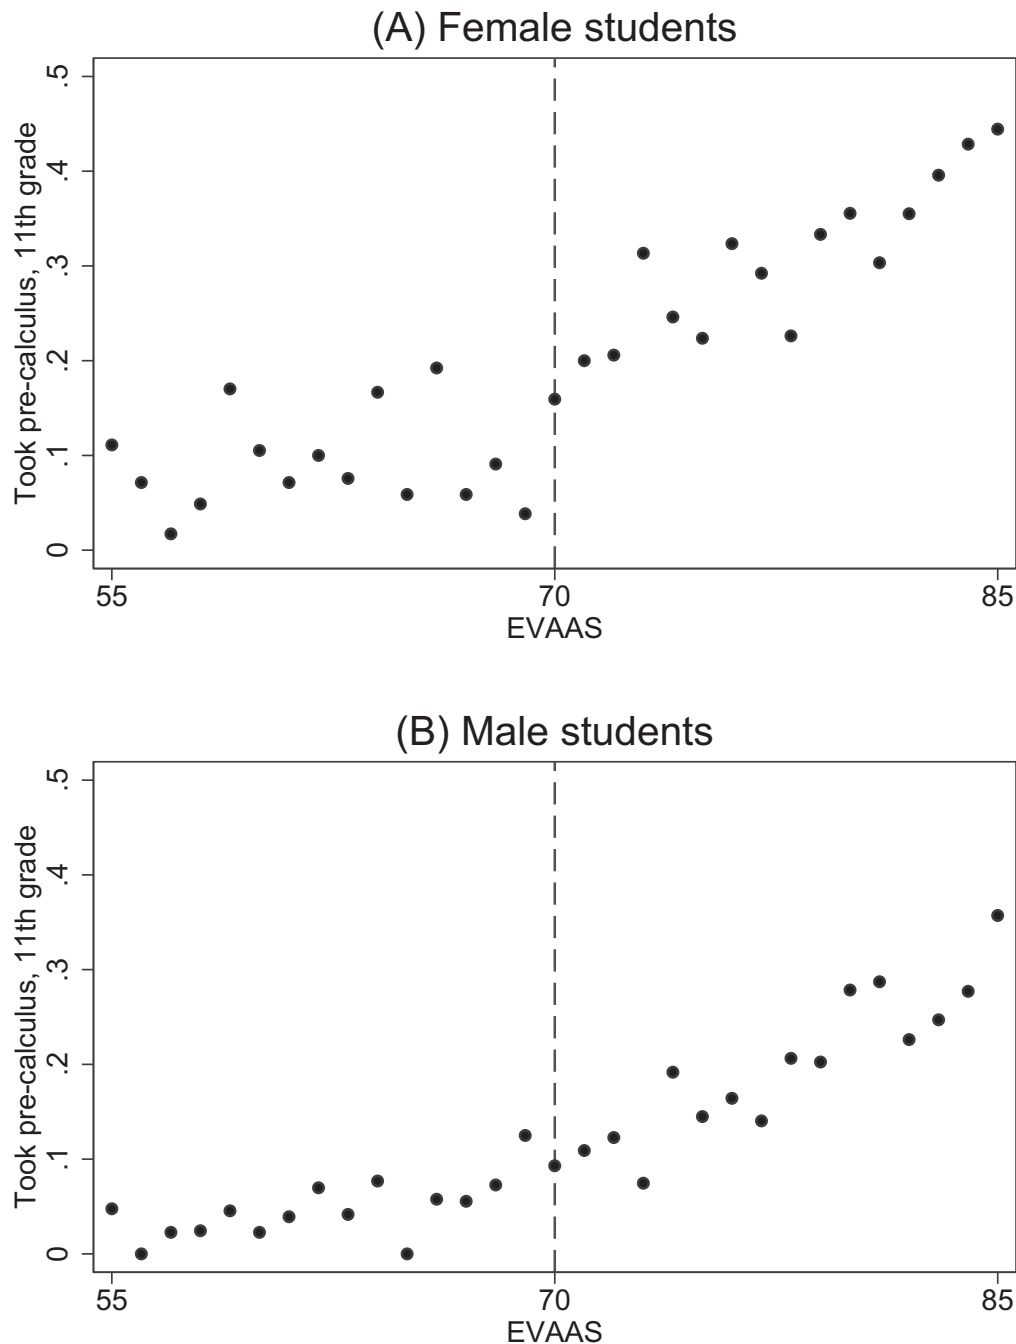 (A) Female students
Took pre-calculus, 11th grade
.5
.4
.3
.2
.1
0
55 70 85
EVAAS
(B) Male students
Took pre-calculus, 11th grade
.5
.4
.3
.2
.1
0
55 70 85
EVAAS